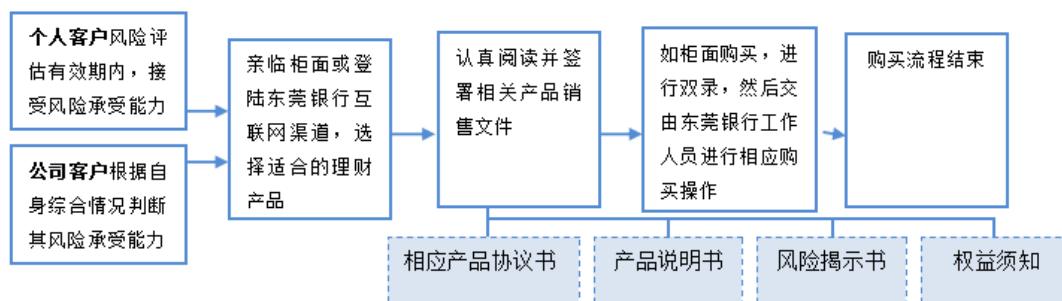 个人客户风险评
估有效期内，接
受风险承受能力
公司客户根据自
身综合情况判断
其风险承受能力
亲临柜面或登
陆东莞银行互
联网渠道，选
择适合的理财
产品
认真阅读并签
署相关产品销
售文件
如柜面购买，进
行双录，然后交
由东莞银行工作
人员进行相应购
买操作
购买流程结束
相应产品协议书
产品说明书
风险揭示书
权益须知